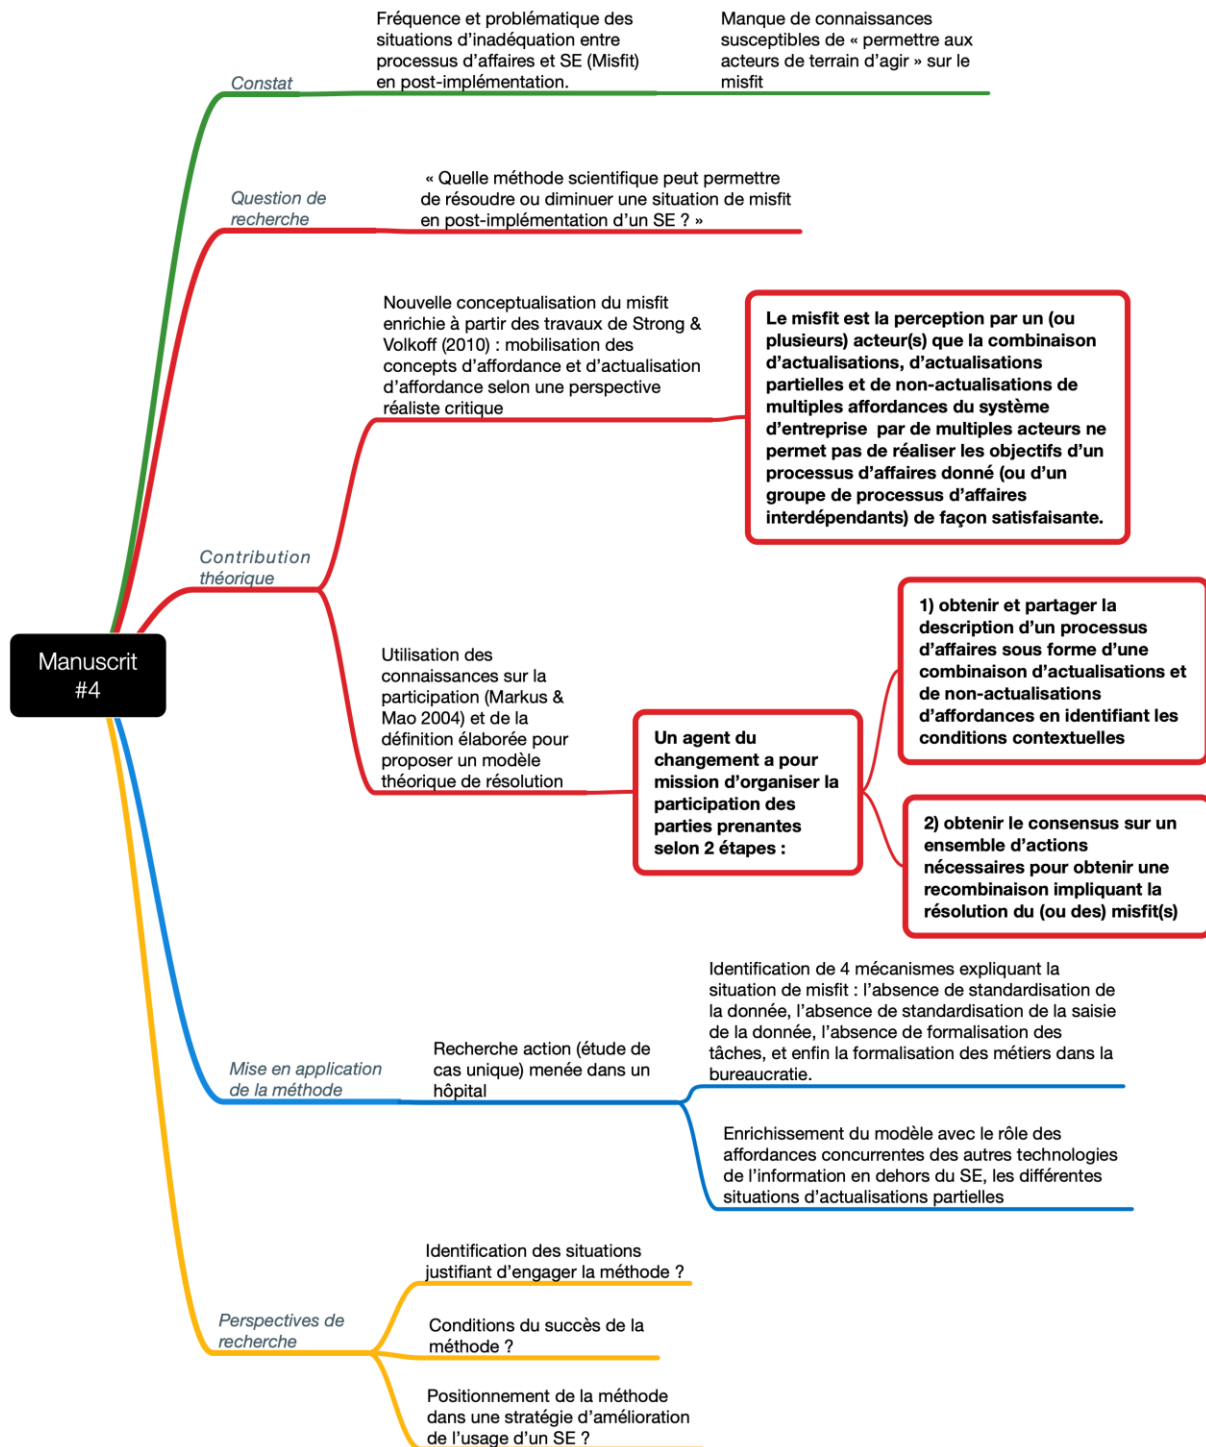 Fréquence et problématique des
situations d'inadéquation entre
processus d'affaires et SE (Misfit)
en post-implémentation.
Manque de connaissances
susceptibles de « permettre aux
acteurs de terrain d'agir » sur le
misfit
Constat
« Quelle méthode scientifique peut permettre
de résoudre ou diminuer une situation de misfit
en post-implémentation d'un SE ? »
Question de
recherche
Nouvelle conceptualisation du misfit
enrichie à partir des travaux de Strong &
Volkoff (2010) : mobilisation des
concepts d'affordance et d'actualisation
d'affordance selon une perspective
réaliste critique
Le misfit est la perception par un (ou
plusieurs) acteur(s) que la combinaison
d'actualisations, d'actualisations
partielles et de non-actualisations de
multiples affordances du système
d'entreprise par de multiples acteurs ne
permet pas de réaliser les objectifs d'un
processus d'affaires donné (ou d'un
groupe de processus d'affaires
interdépendants) de façon satisfaisante.
Contribution
théorique
Manuscrit
#4
Utilisation des
connaissances sur la
participation (Markus &
Mao 2004) et de la
définition élaborée pour
proposer un modèle
théorique de résolution
Un agent du
changement a pour
mission d'organiser la
participation des
parties prenantes
selon 2 étapes :
1) obtenir et partager la
description d'un processus
d'affaires sous forme d'une
combinaison d'actualisations et
de non-actualisations
d'affordances en identifiant les
conditions contextuelles
2) obtenir le consensus sur un
ensemble d'actions
nécessaires pour obtenir une
recombinaison impliquant la
résolution du (ou des) misfit(s)
Mise en application
de la méthode
Recherche action (étude de
cas unique) menée dans un
hôpital
Identification de 4 mécanismes expliquant la
situation de misfit : l'absence de standardisation de
la donnée, l'absence de standardisation de la saisie
de la donnée, l'absence de formalisation des
tâches, et enfin la formalisation des métiers dans la
bureaucratie.
Enrichissement du modèle avec le rôle des
affordances concurrentes des autres technologies
de l'information en dehors du SE, les différentes
situations d'actualisations partielles
Perspectives de
recherche
Identification des situations
justifiant d'engager la méthode ?
Conditions du succès de la
méthode ?
Positionnement de la méthode
dans une stratégie d'amélioration
de l'usage d'un SE ?